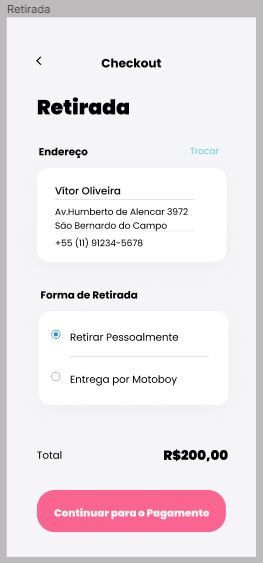 Retirada
Checkout
Retirada
Endereço
Trocar
Vítor Oliveira
Av.Humberto de Alencar 3972
São Bernardo do Campo
+55 (11) 91234-5678
Forma de Retirada
Retirar Pessoalmente
Entrega por Motoboy
Total
R$200,00
Continuar para o Pagamento